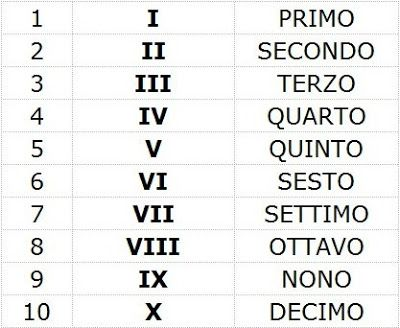 1 I PRIMO
2 II SECONDO
3 III TERZO
4 IV QUARTO
5 V QUINTO
6 VI SESTO
7 VII SETTIMO
8 VIII OTTAVO
9 IX NONO
10 X DECIMO